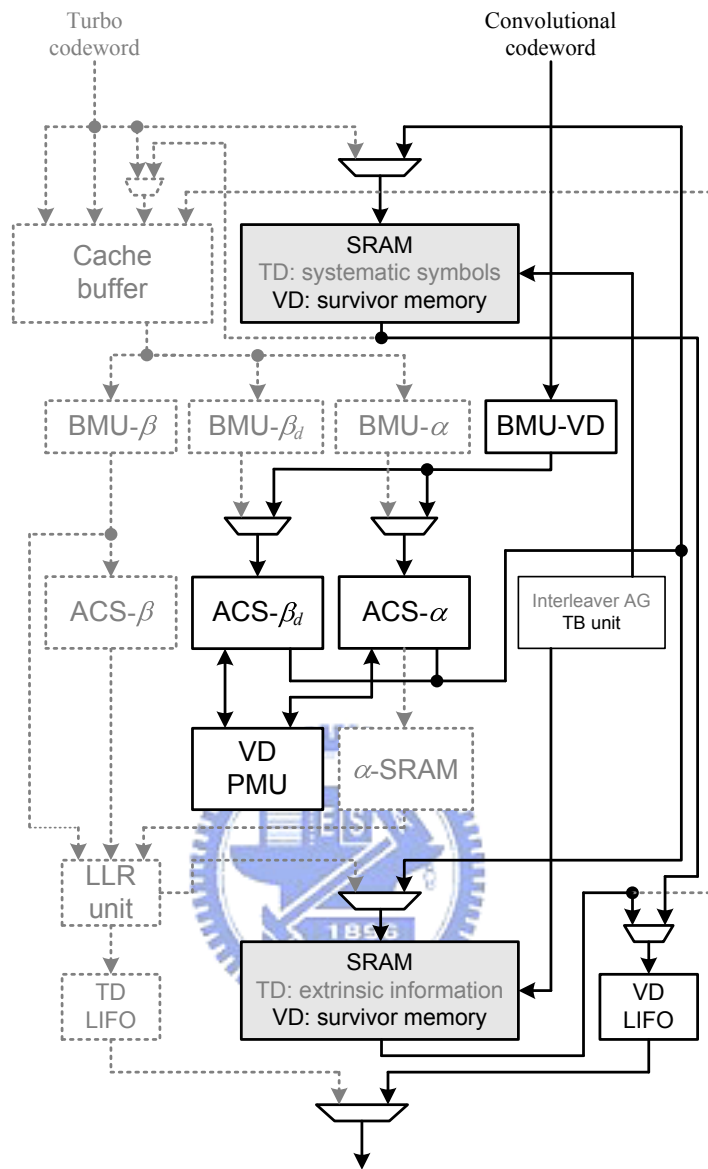 Turbo
codeword
Convolutional
codeword
Cache
buffer
SRAM
TD: systematic symbols
VD: survivor memory
BMU-β
BMU-βd
BMU-α
BMU-VD
ACS-β
ACS-βd
ACS-α
Interleaver AG
TB unit
VD
PMU
α-SRAM
LLR
unit
ES
1896
TD
LIFO
SRAM
TD: extrinsic information
VD: survivor memory
VD
LIFO